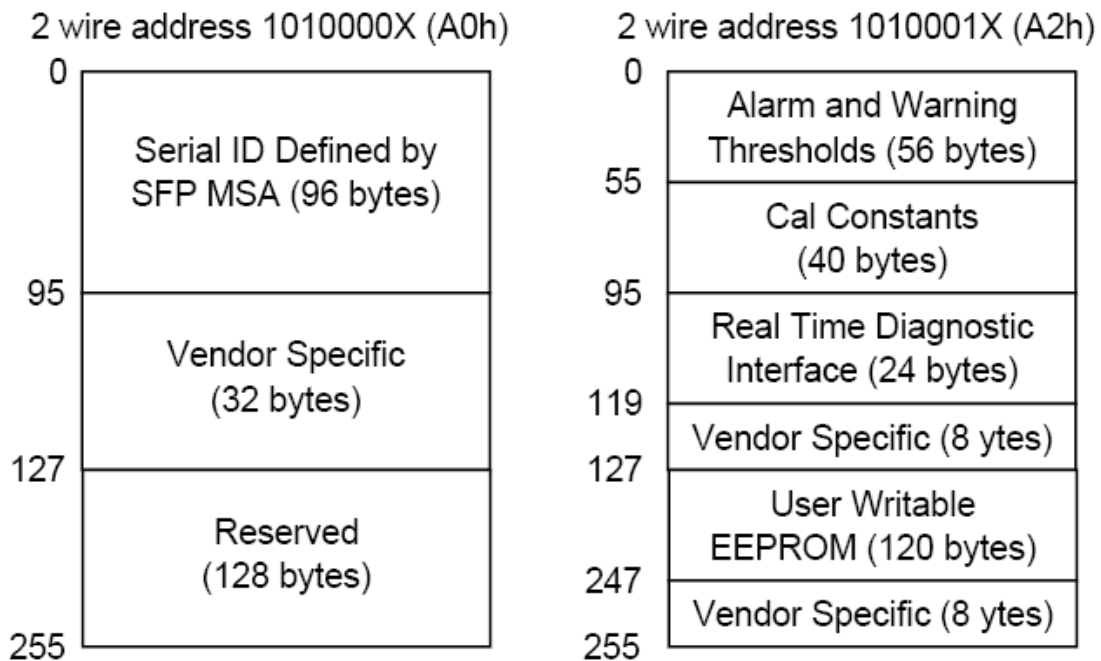 2 wire address 1010000X (A0h)
0
Serial ID Defined by
SFP MSA (96 bytes)
95
Vendor Specific
(32 bytes)
127
Reserved
(128 bytes)
255
2 wire address 1010001X (A2h)
0
Alarm and Warning
Thresholds (56 bytes)
55
Cal Constants
(40 bytes)
95
Real Time Diagnostic
Interface (24 bytes)
119
Vendor Specific (8 ytes)
127
User Writable
EEPROM (120 bytes)
247
Vendor Specific (8 ytes)
255